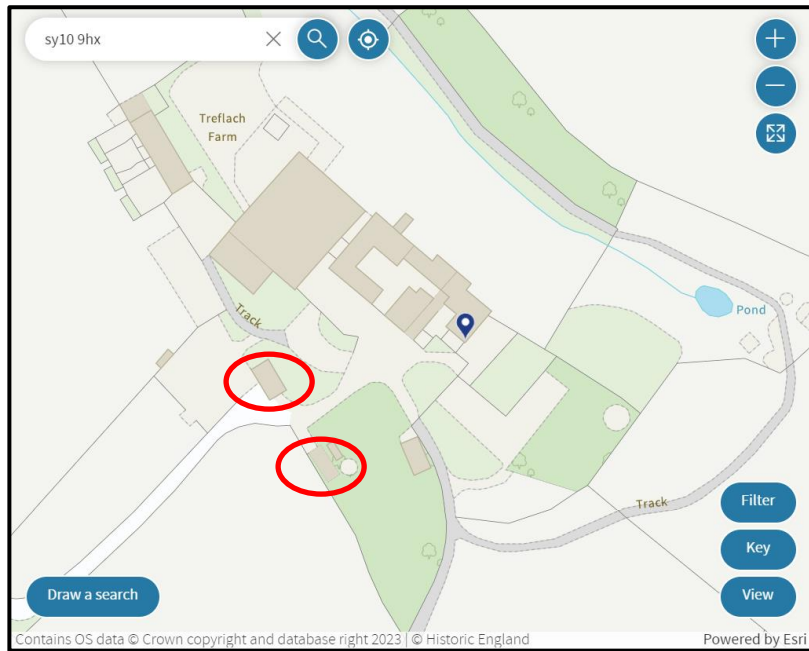 sy10 9hx
Treflach
Farm
Track
Pond
Track
Filter
Key
View
Draw a search
Contains OS data © Crown copyright and database right 2023 | © Historic England
Powered by Esri